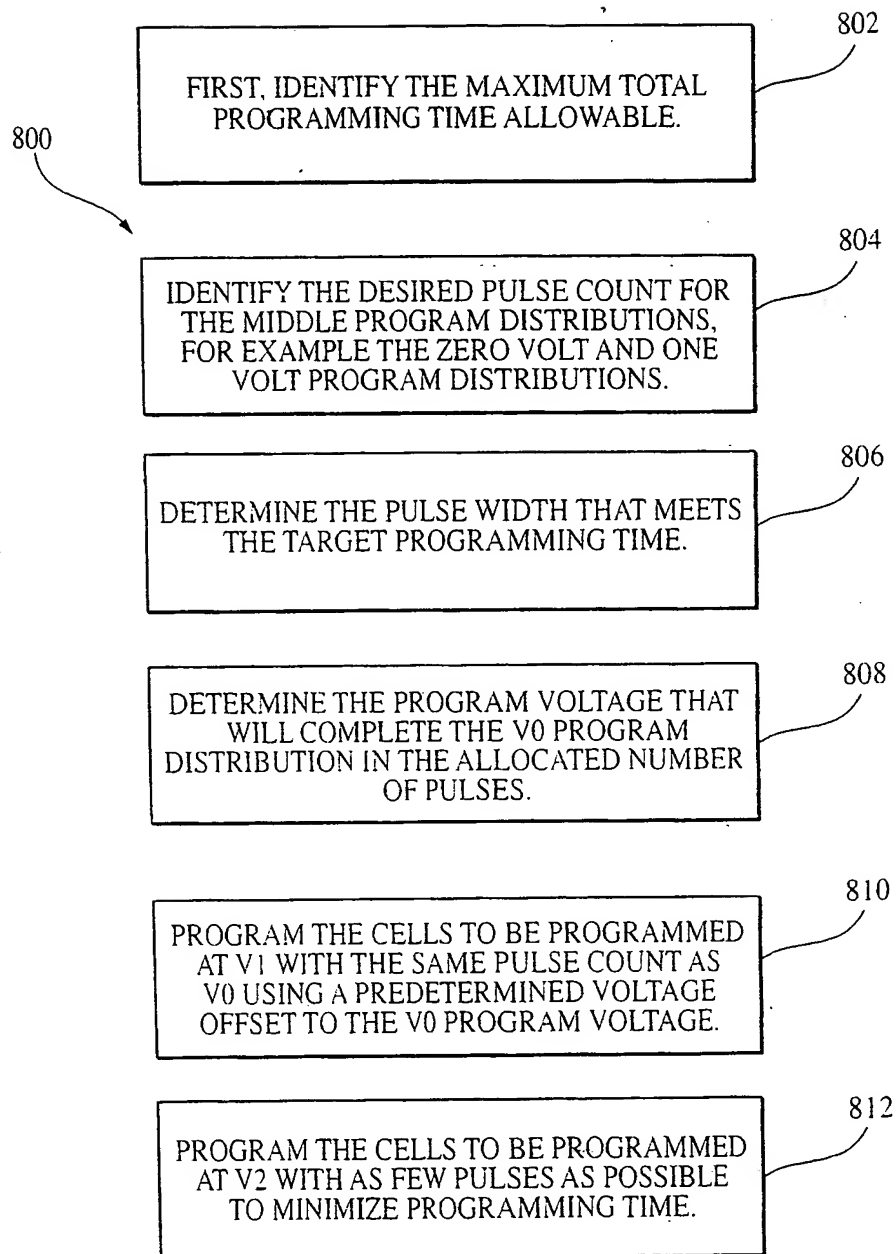 802
FIRST, IDENTIFY THE MAXIMUM TOTAL
PROGRAMMING TIME ALLOWABLE.
800
804
IDENTIFY THE DESIRED PULSE COUNT FOR
THE MIDDLE PROGRAM DISTRIBUTIONS,
FOR EXAMPLE THE ZERO VOLT AND ONE
VOLT PROGRAM DISTRIBUTIONS.
806
DETERMINE THE PULSE WIDTH THAT MEETS
THE TARGET PROGRAMMING TIME.
808
DETERMINE THE PROGRAM VOLTAGE THAT
WILL COMPLETE THE V0 PROGRAM
DISTRIBUTION IN THE ALLOCATED NUMBER
OF PULSES.
810
PROGRAM THE CELLS TO BE PROGRAMMED
AT V1 WITH THE SAME PULSE COUNT AS
V0 USING A PREDETERMINED VOLTAGE
OFFSET TO THE V0 PROGRAM VOLTAGE.
812
PROGRAM THE CELLS TO BE PROGRAMMED
AT V2 WITH AS FEW PULSES AS POSSIBLE
TO MINIMIZE PROGRAMMING TIME.